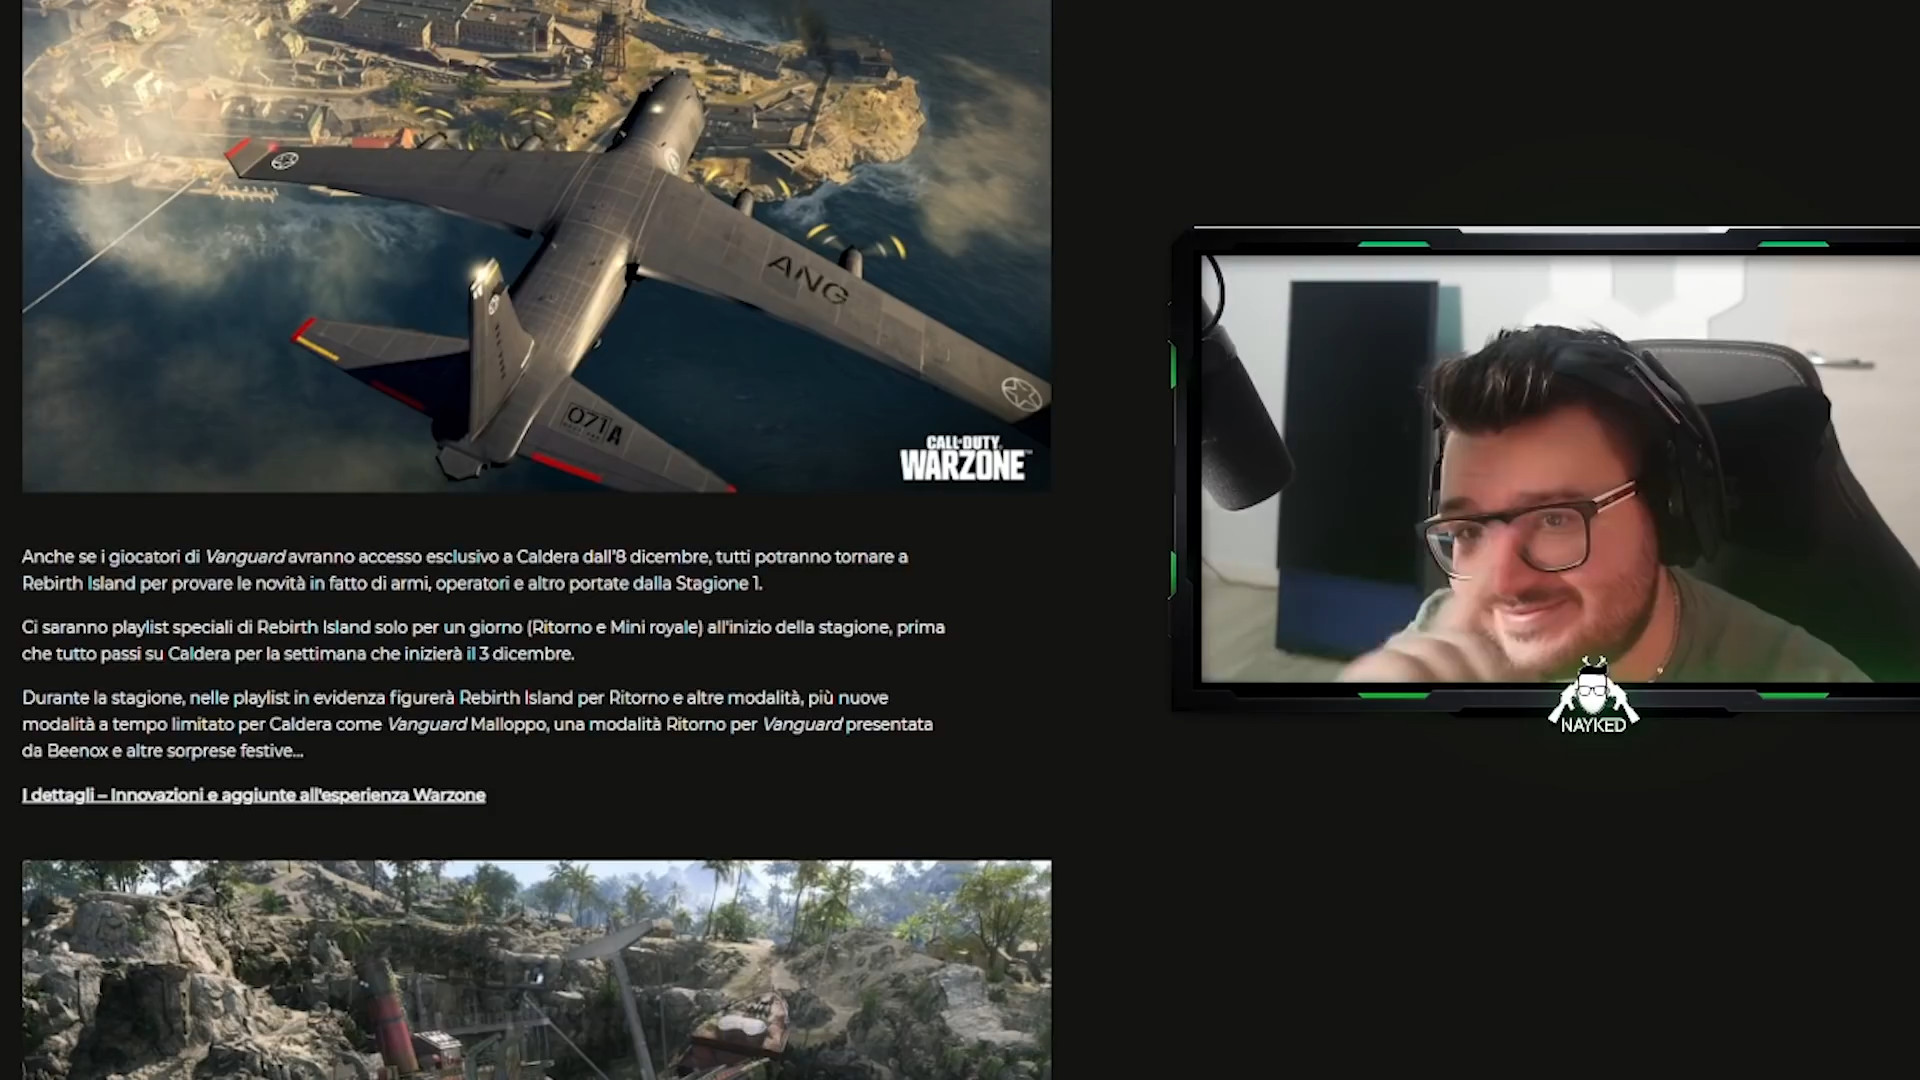 ANG
071A
CALL OF DUTY
WARZONE
Anche se i giocatori di Vanguard avranno accesso esclusivo a Caldera dall'8 dicembre, tutti potranno tornare a
Rebirth Island per provare le novità in fatto di armi, operatori e altro portate dalla Stagione 1.
Ci saranno playlist speciali di Rebirth Island solo per un giorno (Ritorno e Mini royale) all'inizio della stagione, prima
che tutto passi su Caldera per la settimana che inizierà il 3 dicembre.
Durante la stagione, nelle playlist in evidenza figurerà Rebirth Island per Ritorno e altre modalità, più nuove
modalità a tempo limitato per Caldera come Vanguard Malloppo, una modalità Ritorno per Vanguard presentata
da Beenox e altre sorprese festive...
I dettagli – Innovazioni e aggiunte all'esperienza Warzone
NAYKED